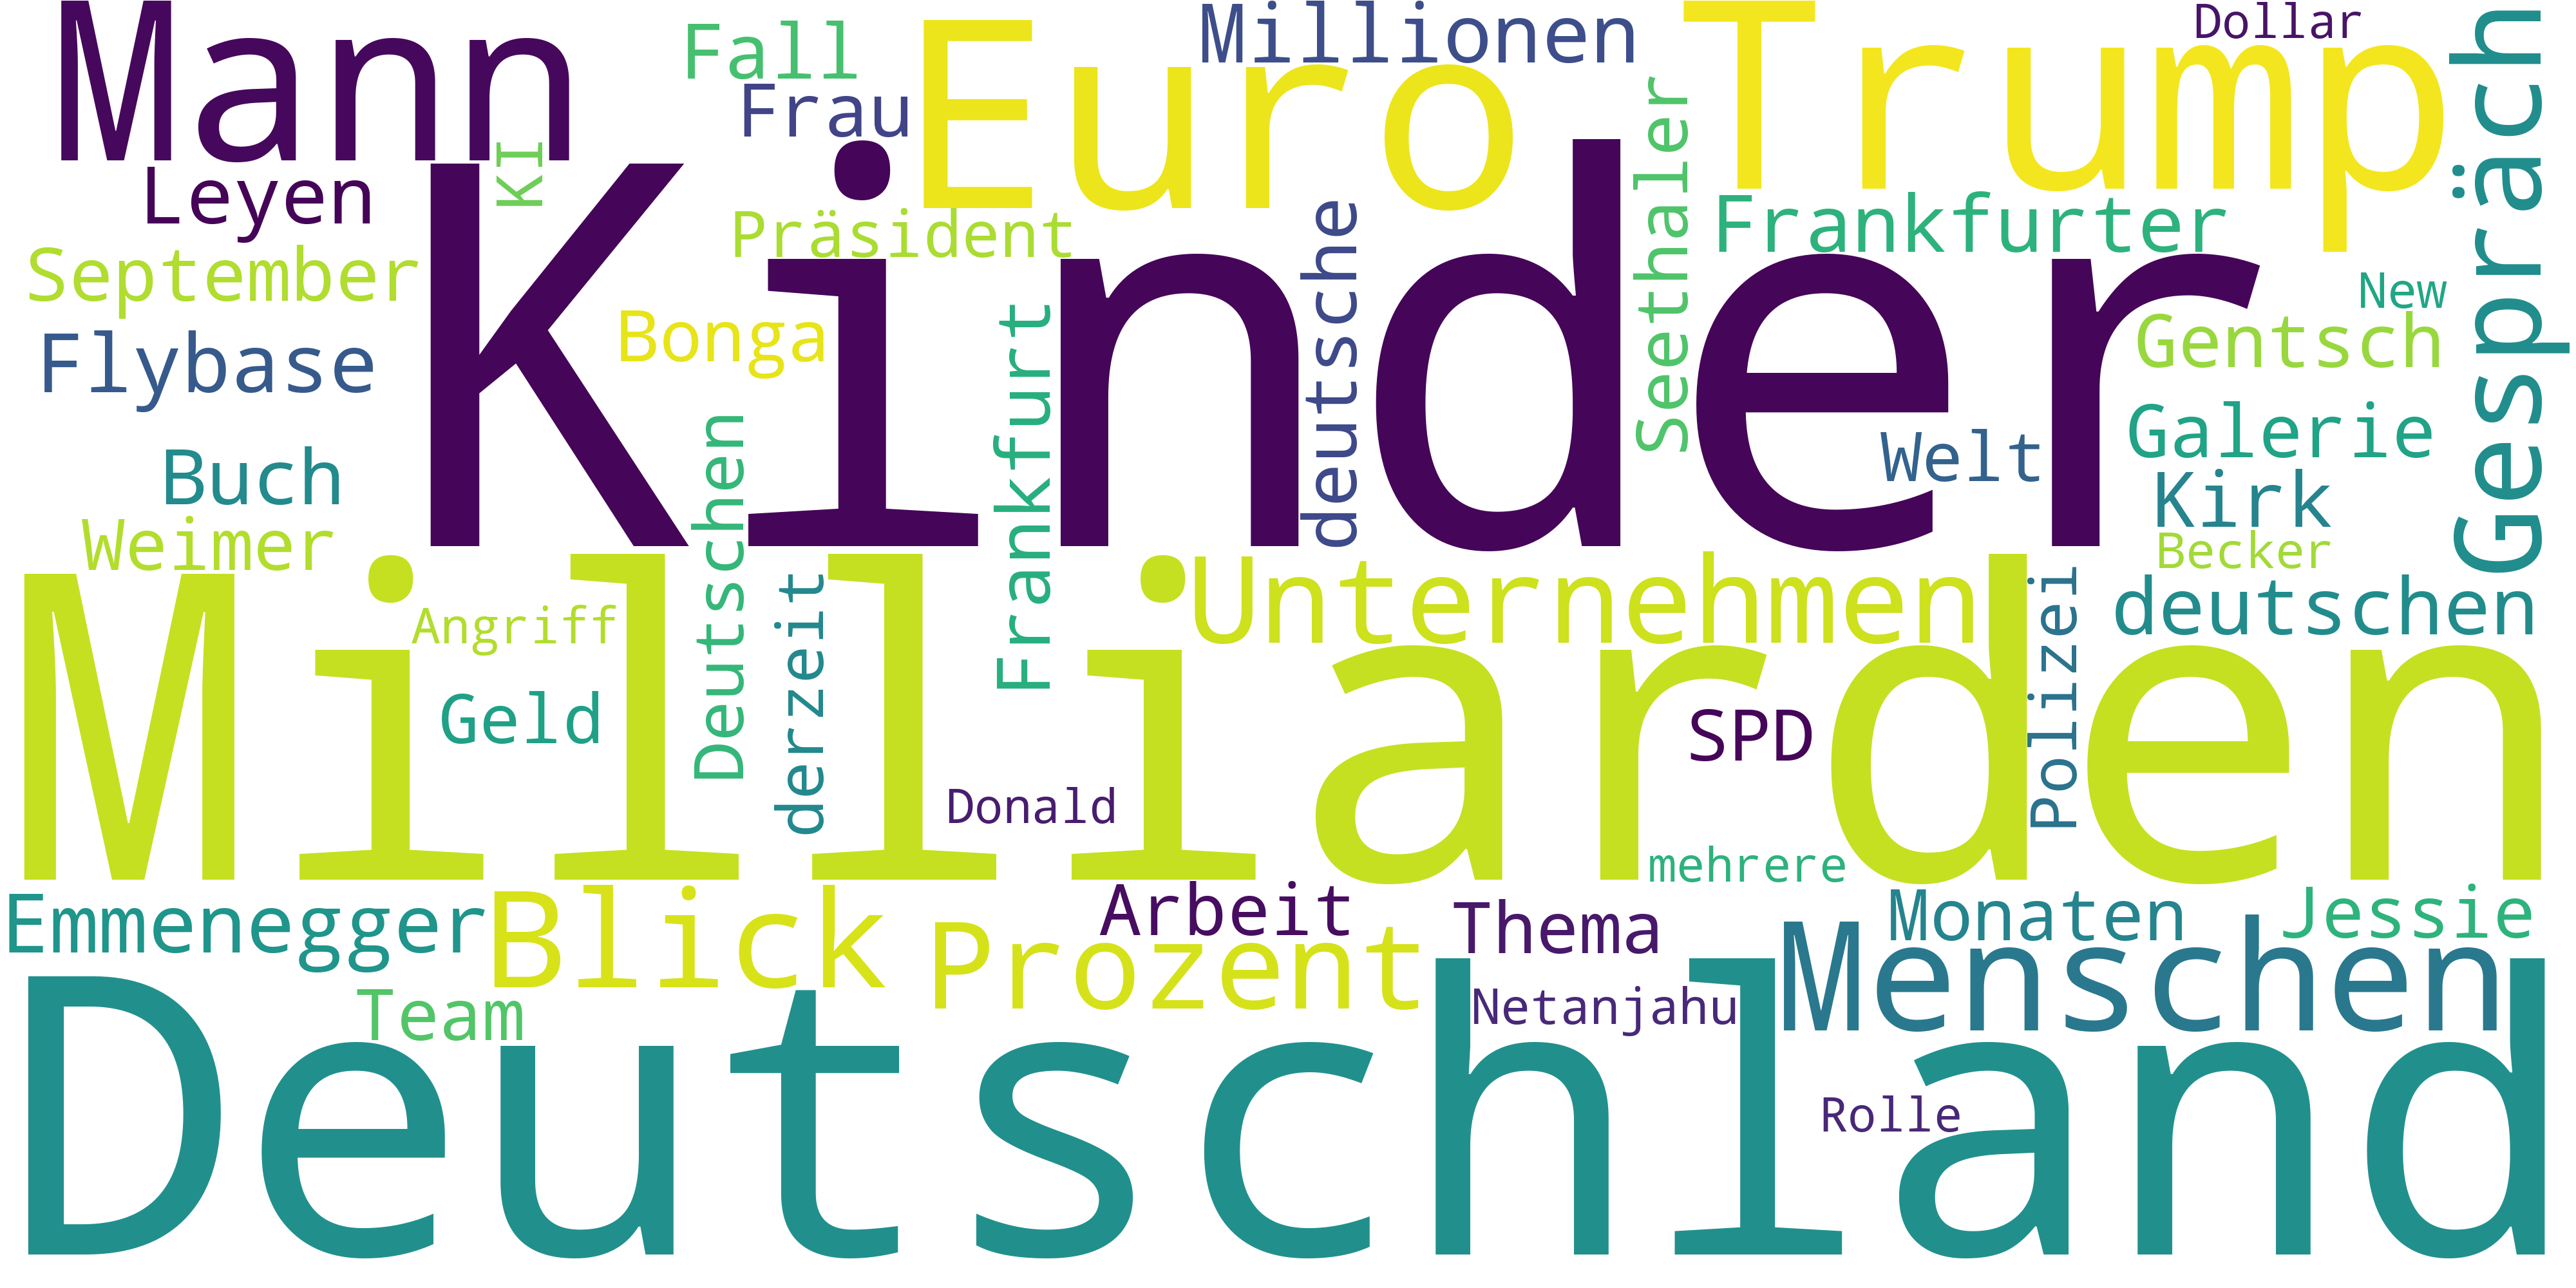 Mann
Fall
Euro
Millionen
Trump
Dollar
Frau
Gespräch
KI
Leyen
Präsident
Seethaler
Frankfurter
September
Kinder
deutsche
New
Flybase
Bonga
Frankfurt
Gentsch
Buch
Deutschen
Welt
Galerie
Kirk
Weimer
Becker
Milliarden
Unternehmen
Angriff
derzeit
Polizei
deutschen
Geld
SPD
Donald
mehrere
Emmenegger
Blick
Arbeit
Thema
Monaten
Jessie
Prozent
Menschen
Team
Netanjahu
Deutschland
Rolle